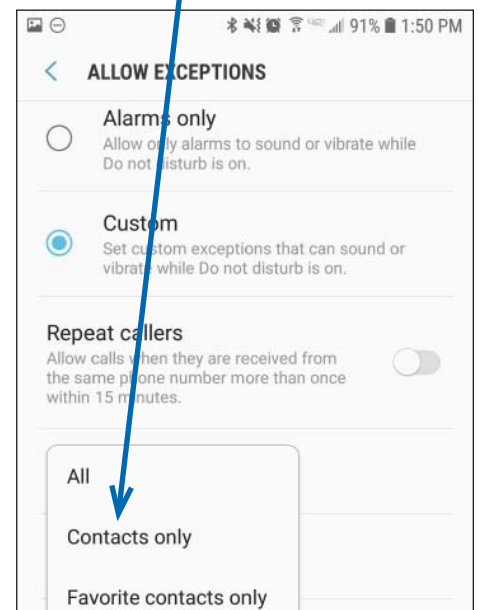 91% 1:50 PM
ALLOW EXCEPTIONS
Alarms only
Allow only alarms to sound or vibrate while
Do not disturb is on.
Custom
Set custom exceptions that can sound or
vibrate while Do not disturb is on.
Repeat callers
Allow calls when they are received from
the same phone number more than once
within 15 minutes.
All
Contacts only
Favorite contacts only